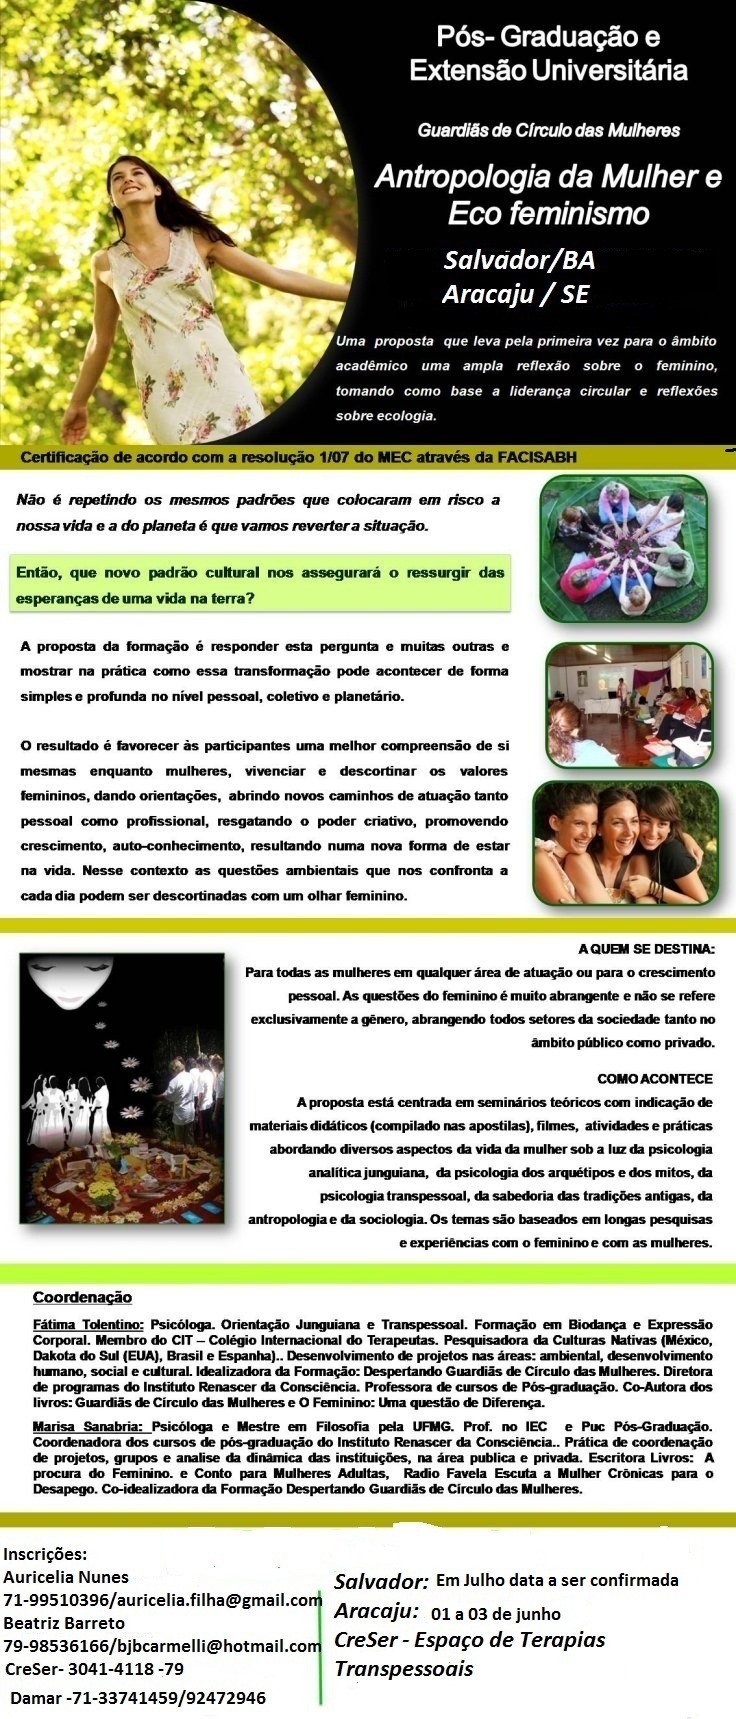 Pós- Graduação e
Extensão Universitária
Guardiãs de Círculo das Mulheres
Antropologia da Mulher e
Eco feminismo
Salvador/BA
Aracaju / SE
Uma proposta que leva pela primeira vez para o âmbito
acadêmico uma ampla reflexão sobre o feminino,
tomando como base a liderança circular e reflexões
sobre ecologia.
Certificação de acordo com a resolução 1/07 do MEC através da FACISABH
Não é repetindo os mesmos padrões que colocaram em risco a
nossa vida e a do planeta é que vamos reverter a situação.
Então, que novo padrão cultural nos assegurará o ressurgir das
esperanças de uma vida na terra?
A proposta da formação é responder esta pergunta e muitas outras e
mostrar na prática como essa transformação pode acontecer de forma
simples e profunda no nível pessoal, coletivo e planetário.
O resultado é favorecer às participantes uma melhor compreensão de si
mesmas enquanto mulheres, vivenciar e descortinar os valores
femininos, dando orientações, abrindo novos caminhos de atuação tanto
pessoal como profissional, resgatando o poder criativo, promovendo
crescimento, auto-conhecimento, resultando numa nova forma de estar
na vida. Nesse contexto as questões ambientais que nos confronta a
cada dia podem ser descortinadas com um olhar feminino.
A QUEM SE DESTINA:
Para todas as mulheres em qualquer área de atuação ou para o crescimento
pessoal. As questões do feminino é muito abrangente e não se refere
exclusivamente a gênero, abrangendo todos setores da sociedade tanto no
âmbito público como privado.
COMO ACONTECE
A proposta está centrada em seminários teóricos com indicação de
materiais didáticos (compilado nas apostilas), filmes, atividades e práticas
abordando diversos aspectos da vida da mulher sob a luz da psicologia
analítica junguiana, da psicologia dos arquétipos e dos mitos, da
psicologia transpessoal, da sabedoria das tradições antigas, da
antropologia e da sociologia. Os temas são baseados em longas pesquisas
e experiências com o feminino e com as mulheres.
Coordenação
Fátima Tolentino: Psicóloga. Orientação Junguiana e Transpessoal. Formação em Biodança e Expressão
Corporal. Membro do CIT – Colégio Internacional do Terapeutas. Pesquisadora da Culturas Nativas (México,
Dakota do Sul (EUA), Brasil e Espanha).. Desenvolvimento de projetos nas áreas: ambiental, desenvolvimento
humano, social e cultural. Idealizadora da Formação: Despertando Guardiãs de Círculo das Mulheres. Diretora
de programas do Instituto Renascer da Consciência. Professora de cursos de Pós-graduação. Co-Autora dos
livros: Guardiãs de Círculo das Mulheres e O Feminino: Uma questão de Diferença.
Marisa Sanabria: Psicóloga e Mestre em Filosofia pela UFMG. Prof. no IEC e Puc Pós-Graduação.
Coordenadora dos cursos de pós-graduação do Instituto Renascer da Consciência.. Prática de coordenação
de projetos, grupos e analise da dinâmica das instituições, na área publica e privada. Escritora Livros: A
procura do Feminino. e Conto para Mulheres Adultas, Radio Favela Escuta a Mulher Crônicas para o
Desapego. Co-idealizadora da Formação Despertando Guardiãs de Círculo das Mulheres.
Inscrições:
Auricelia Nunes
71-99510396/auricelia.filha@gmail.com
Beatriz Barreto
79-98536166/bjbcarmelli@hotmail.com
CreSer- 3041-4118 -79
Damar -71-33741459/92472946
Salvador: Em Julho data a ser confirmada
Aracaju: 01 a 03 de junho
CreSer - Espaço de Terapias
Transpessoais